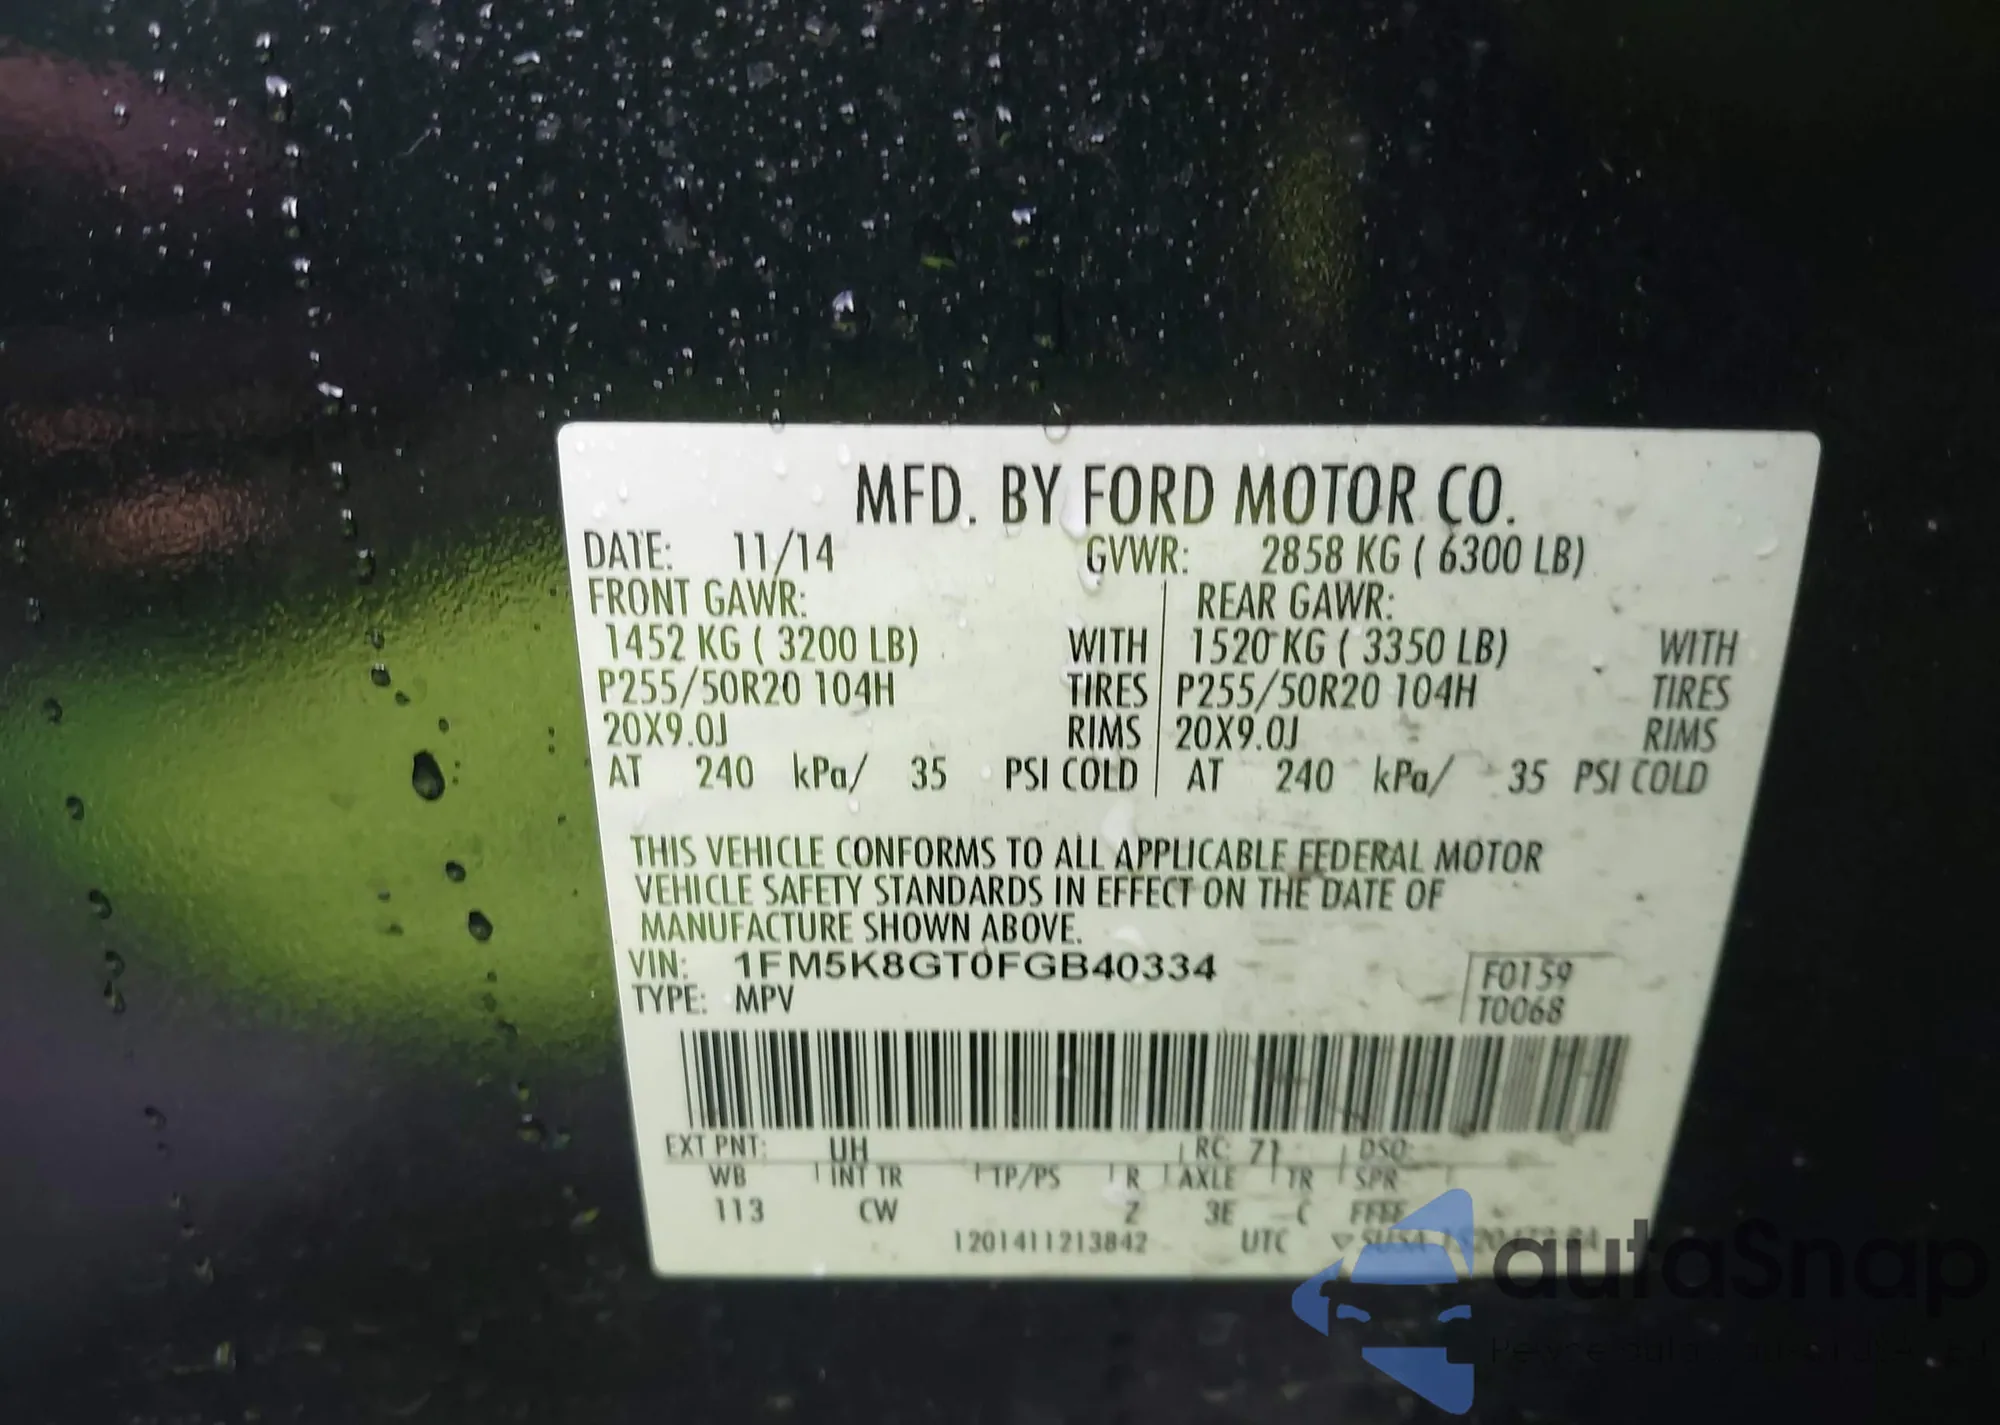 MFD. BY FORD MOTOR CO.
DATE: 11/14 GVWR: 2858 KG ( 6300 LB)
FRONT GAWR: REAR GAWR:
1452 KG ( 3200 LB) WITH 1520 KG ( 3350 LB) WITH
P255/50R20 104H TIRES P255/50R20 104H TIRES
20X9.0J RIMS 20X9.0J RIMS
AT 240 kPa/ 35 PSI COLD AT 240 kPa/ 35 PSI COLD
THIS VEHICLE CONFORMS TO ALL APPLICABLE FEDERAL MOTOR
VEHICLE SAFETY STANDARDS IN EFFECT ON THE DATE OF
MANUFACTURE SHOWN ABOVE.
VIN: 1FM5K8GT0FGB40334 F0159
TYPE: MPV T0068
EXT PNT: UH RC: 71 DSO:
WB INT TR TP/PS R AXLE TR SPR
113 CW Z 3E C FFFF
1201411213842 UTC
autoSnap